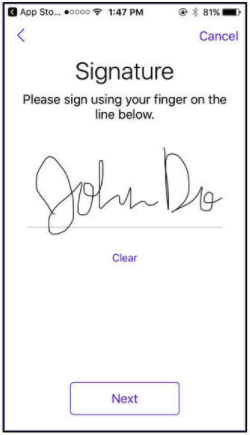 App Sto... 1:47 PM 81%
Cancel
Signature
Please sign using your finger on the
line below.
John Do
Clear
Next